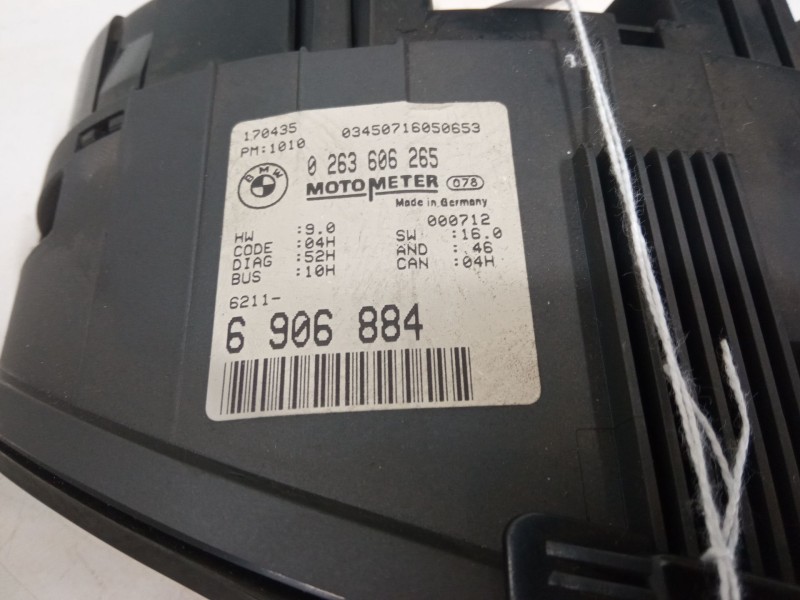 170435 03450716050653
PM:1010
BMW 0 263 606 265
MOTOMETER 078
Made in Germany
000712
HW :9.0 SW :16.0
CODE :04H AND : 46
DIAG :52H CAN :04H
BUS :10H
6211-
6 906 884